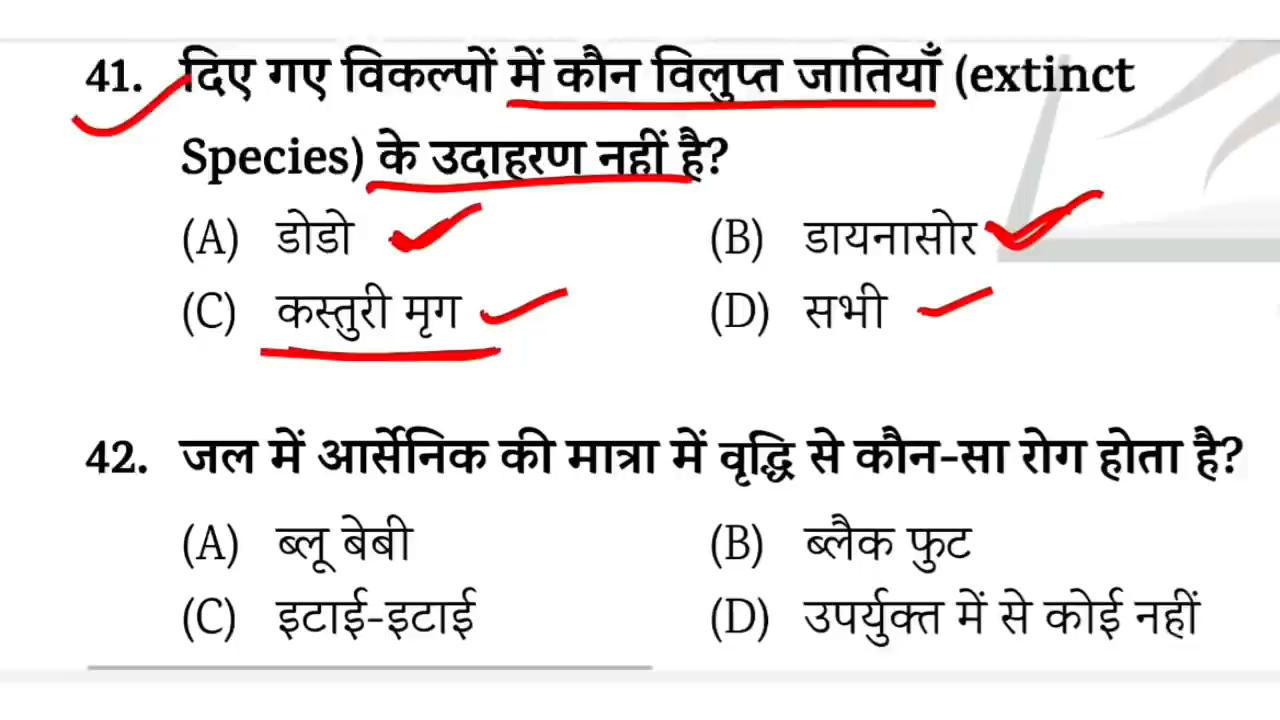 41. दिए गए विकल्पों में कौन विलुप्त जातियाँ (extinct
Species) के उदाहरण नहीं है?
(A) डोडो (B) डायनासोर
(C) कस्तुरी मृग (D) सभी
42. जल में आर्सेनिक की मात्रा में वृद्धि से कौन-सा रोग होता है?
(A) ब्लू बेबी (B) ब्लैक फुट
(C) इटाई-इटाई (D) उपर्युक्त में से कोई नहीं